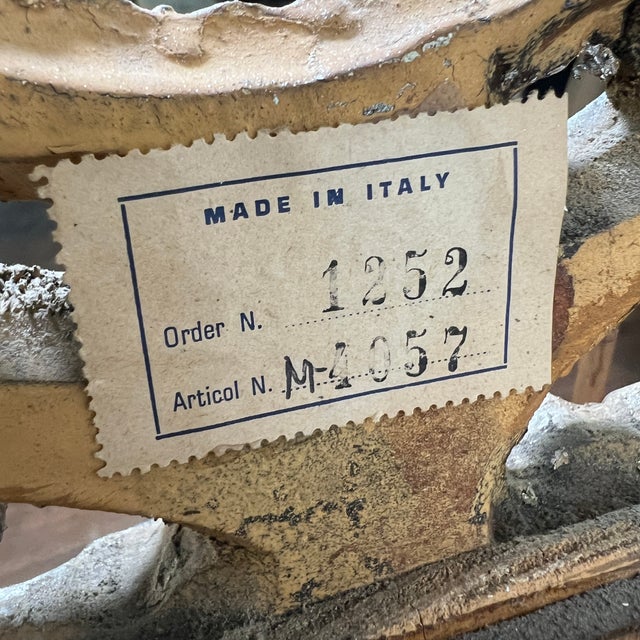 MADE IN ITALY
Order N. 1252
Articol N. M-4057